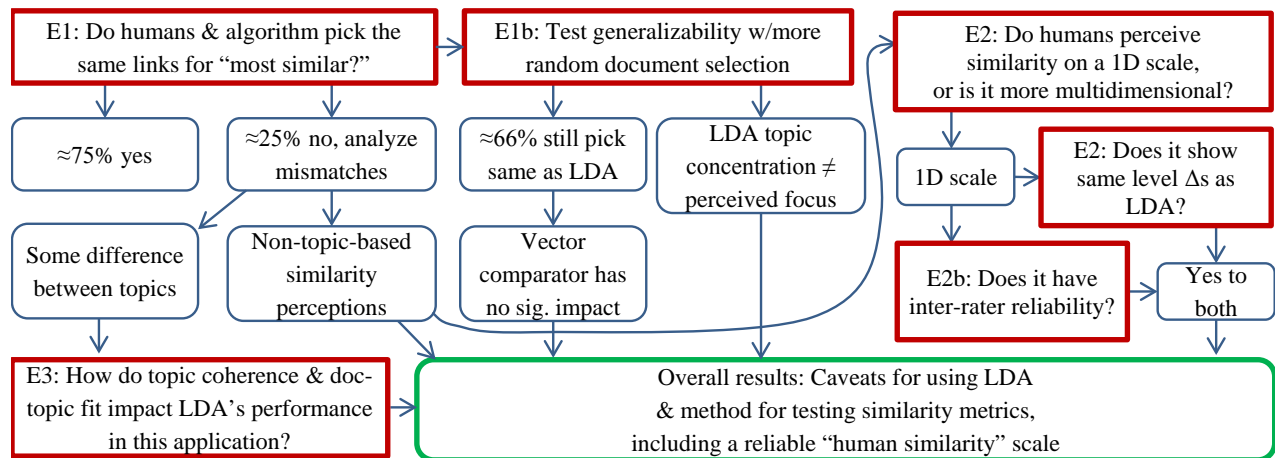 E1: Do humans & algorithm pick the
same links for “most similar?”
E1b: Test generalizability w/more
random document selection
E2: Do humans perceive
similarity on a 1D scale,
or is it more multidimensional?
≈75% yes
≈25% no, analyze
mismatches
≈66% still pick
same as LDA
LDA topic
concentration ≠
perceived focus
1D scale
E2: Does it show
same level Δs as
LDA?
Some difference
between topics
Non-topic-based
similarity
perceptions
Vector
comparator has
no sig. impact
E2b: Does it have
inter-rater reliability?
Yes to
both
E3: How do topic coherence & doc-
topic fit impact LDA’s performance
in this application?
Overall results: Caveats for using LDA
& method for testing similarity metrics,
including a reliable “human similarity” scale